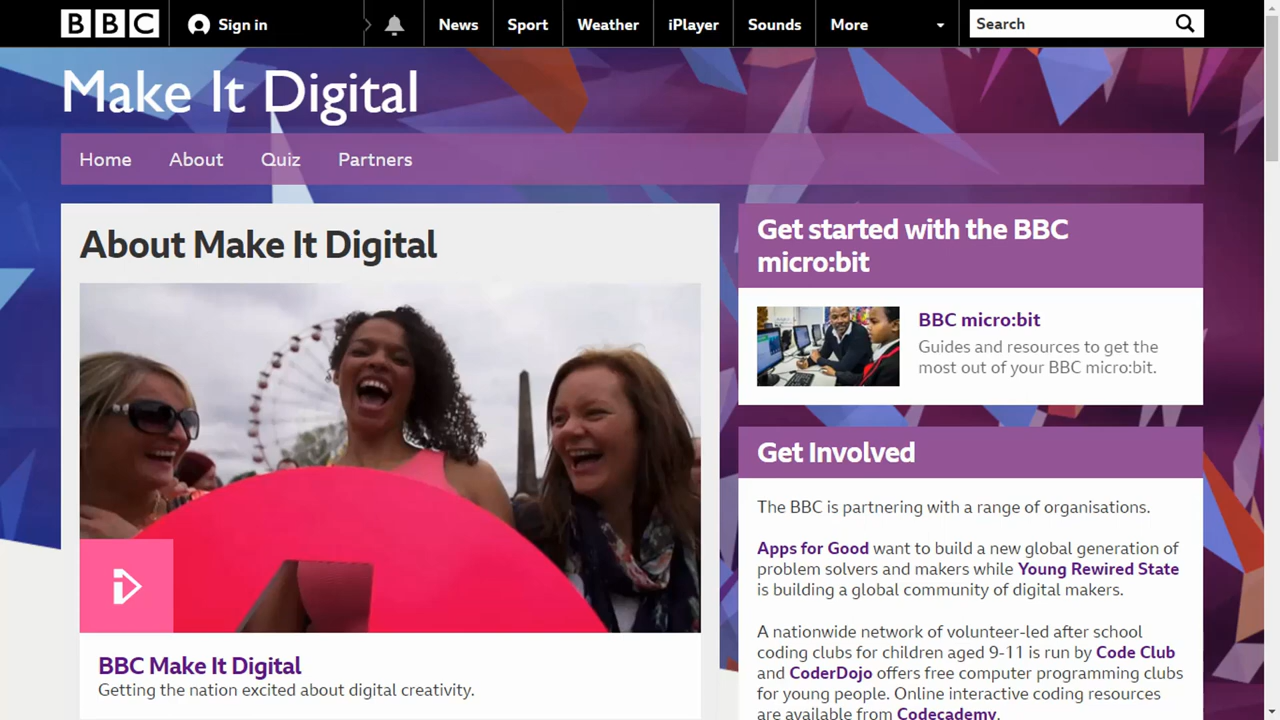 BBC Sign in News Sport Weather iPlayer Sounds More Search
Make It Digital
Home About Quiz Partners
About Make It Digital
BBC Make It Digital
Getting the nation excited about digital creativity.
Get started with the BBC
micro:bit
BBC micro:bit
Guides and resources to get the
most out of your BBC micro:bit.
Get Involved
The BBC is partnering with a range of organisations.
Apps for Good want to build a new global generation of
problem solvers and makers while Young Rewired State
is building a global community of digital makers.
A nationwide network of volunteer-led after school
coding clubs for children aged 9-11 is run by Code Club
and CoderDojo offers free computer programming clubs
for young people. Online interactive coding resources
are available from Codecademy.